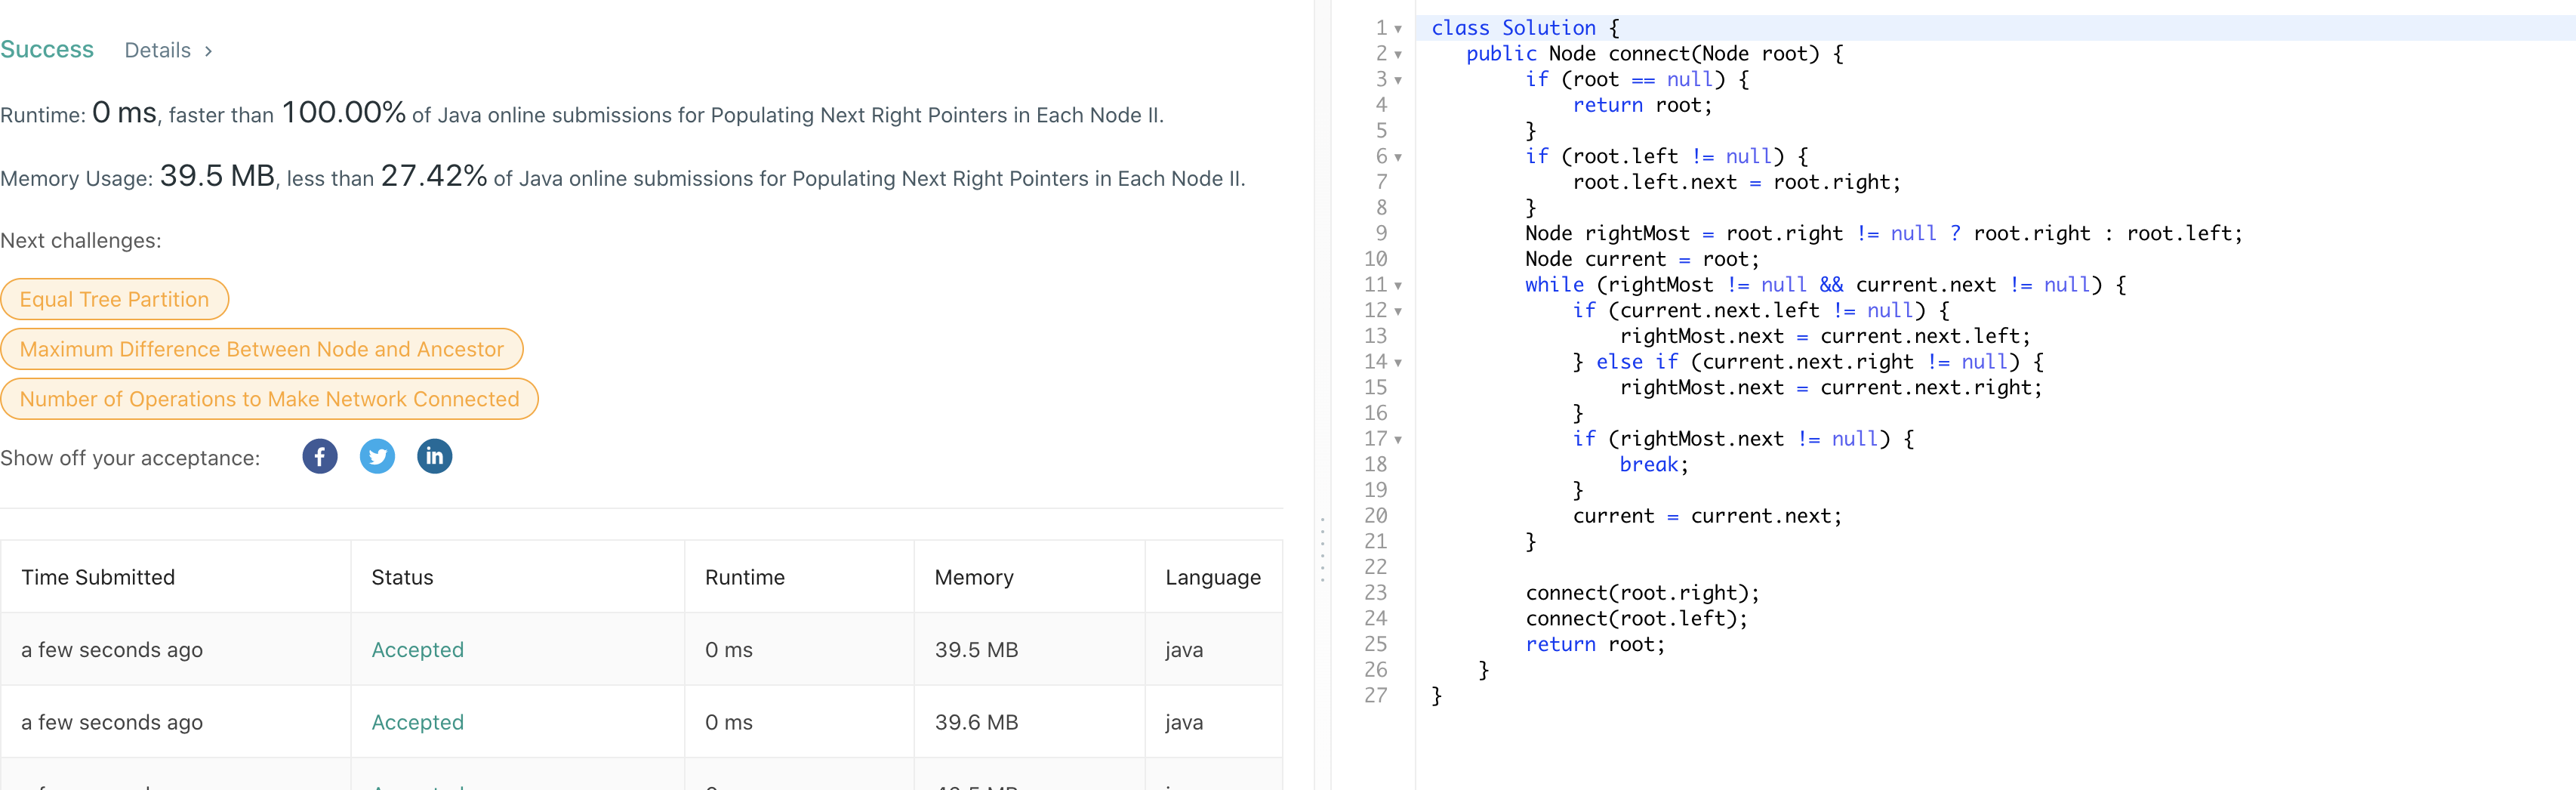 Success Details >
Runtime: 0 ms, faster than 100.00% of Java online submissions for Populating Next Right Pointers in Each Node II.
Memory Usage: 39.5 MB, less than 27.42% of Java online submissions for Populating Next Right Pointers in Each Node II.
Next challenges:
Equal Tree Partition
Maximum Difference Between Node and Ancestor
Number of Operations to Make Network Connected
Show off your acceptance:
Time Submitted Status Runtime Memory Language
a few seconds ago Accepted 0 ms 39.5 MB java
a few seconds ago Accepted 0 ms 39.6 MB java
1 class Solution {
2 public Node connect(Node root) {
3 if (root == null) {
4 return root;
5 }
6 if (root.left != null) {
7 root.left.next = root.right;
8 }
9 Node rightMost = root.right != null ? root.right : root.left;
10 Node current = root;
11 while (rightMost != null && current.next != null) {
12 if (current.next.left != null) {
13 rightMost.next = current.next.left;
14 } else if (current.next.right != null) {
15 rightMost.next = current.next.right;
16 }
17 if (rightMost.next != null) {
18 break;
19 }
20 current = current.next;
21 }
22
23 connect(root.right);
24 connect(root.left);
25 return root;
26 }
27 }